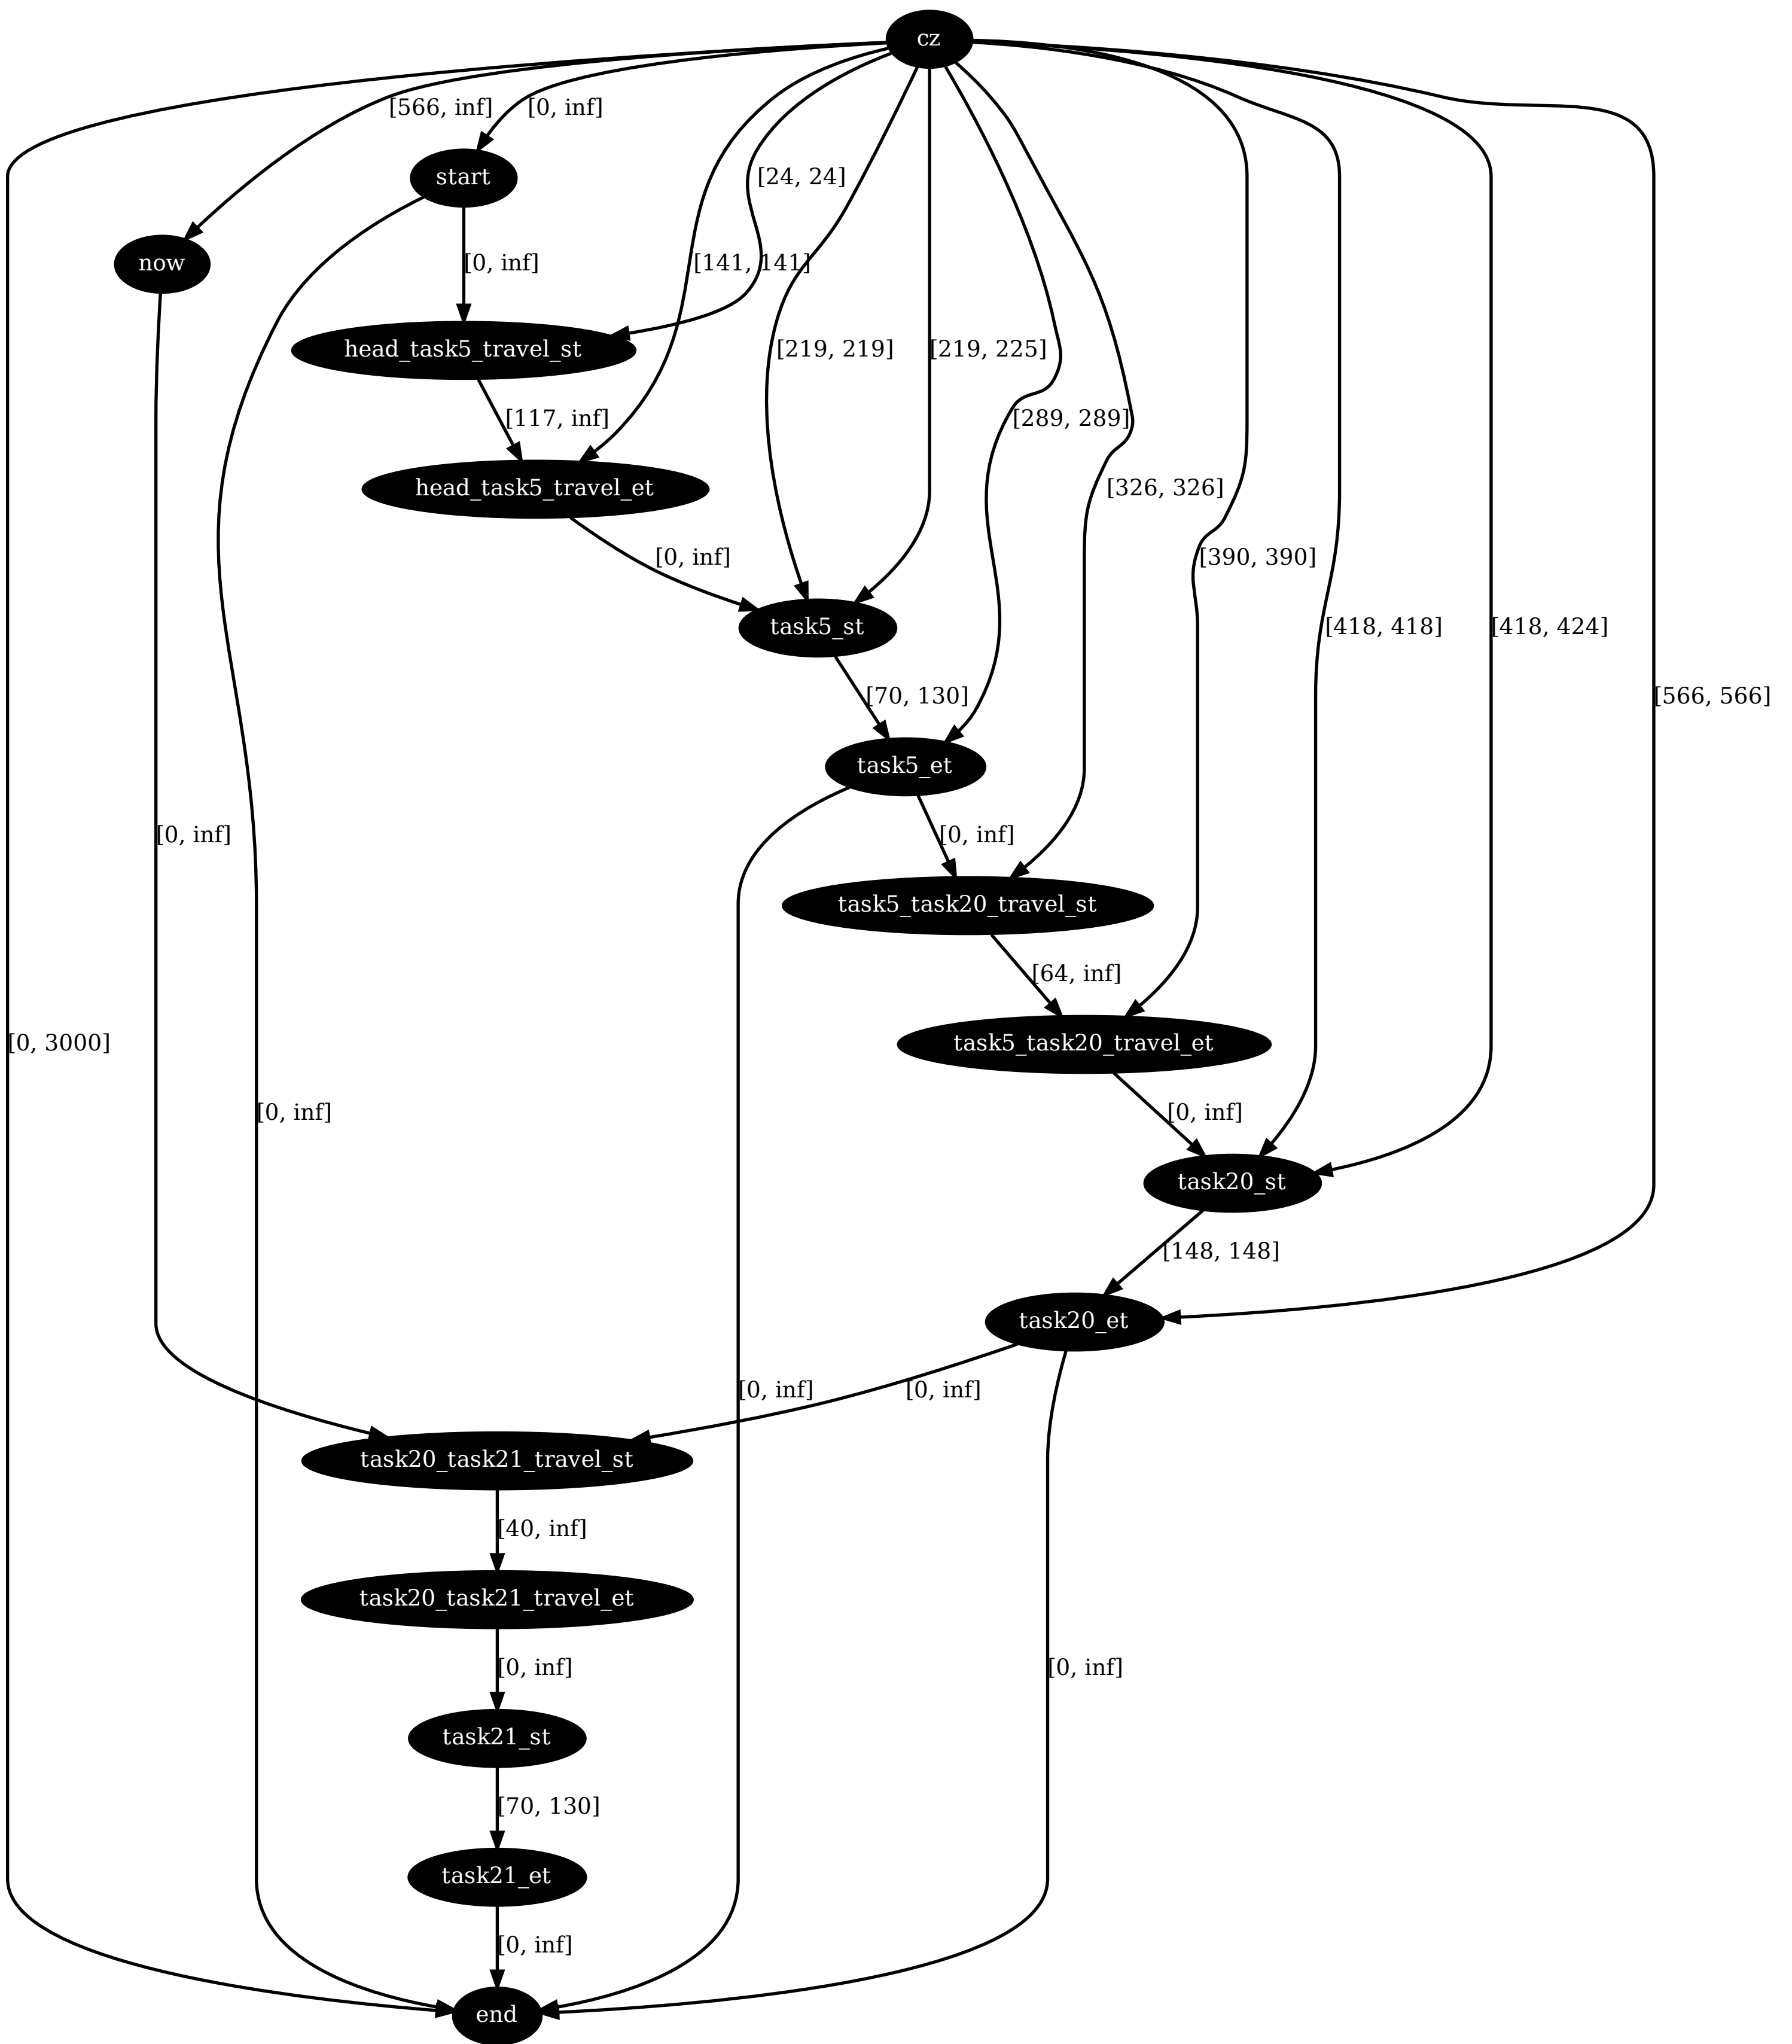 cz
[566, inf]
[0, inf]
start
[24, 24]
now
[0, inf]
[141, 141]
head_task5_travel_st
[219, 219]
[219, 225]
[117, inf]
[289, 289]
head_task5_travel_et
[326, 326]
[0, inf]
[390, 390]
task5_st
[418, 418]
[418, 424]
[70, 130]
[566, 566]
task5_et
[0, inf]
[0, inf]
task5_task20_travel_st
[64, inf]
[0, 3000]
task5_task20_travel_et
[0, inf]
[0, inf]
task20_st
[148, 148]
task20_et
[0, inf]
[0, inf]
task20_task21_travel_st
[40, inf]
task20_task21_travel_et
[0, inf]
[0, inf]
task21_st
[70, 130]
task21_et
[0, inf]
end